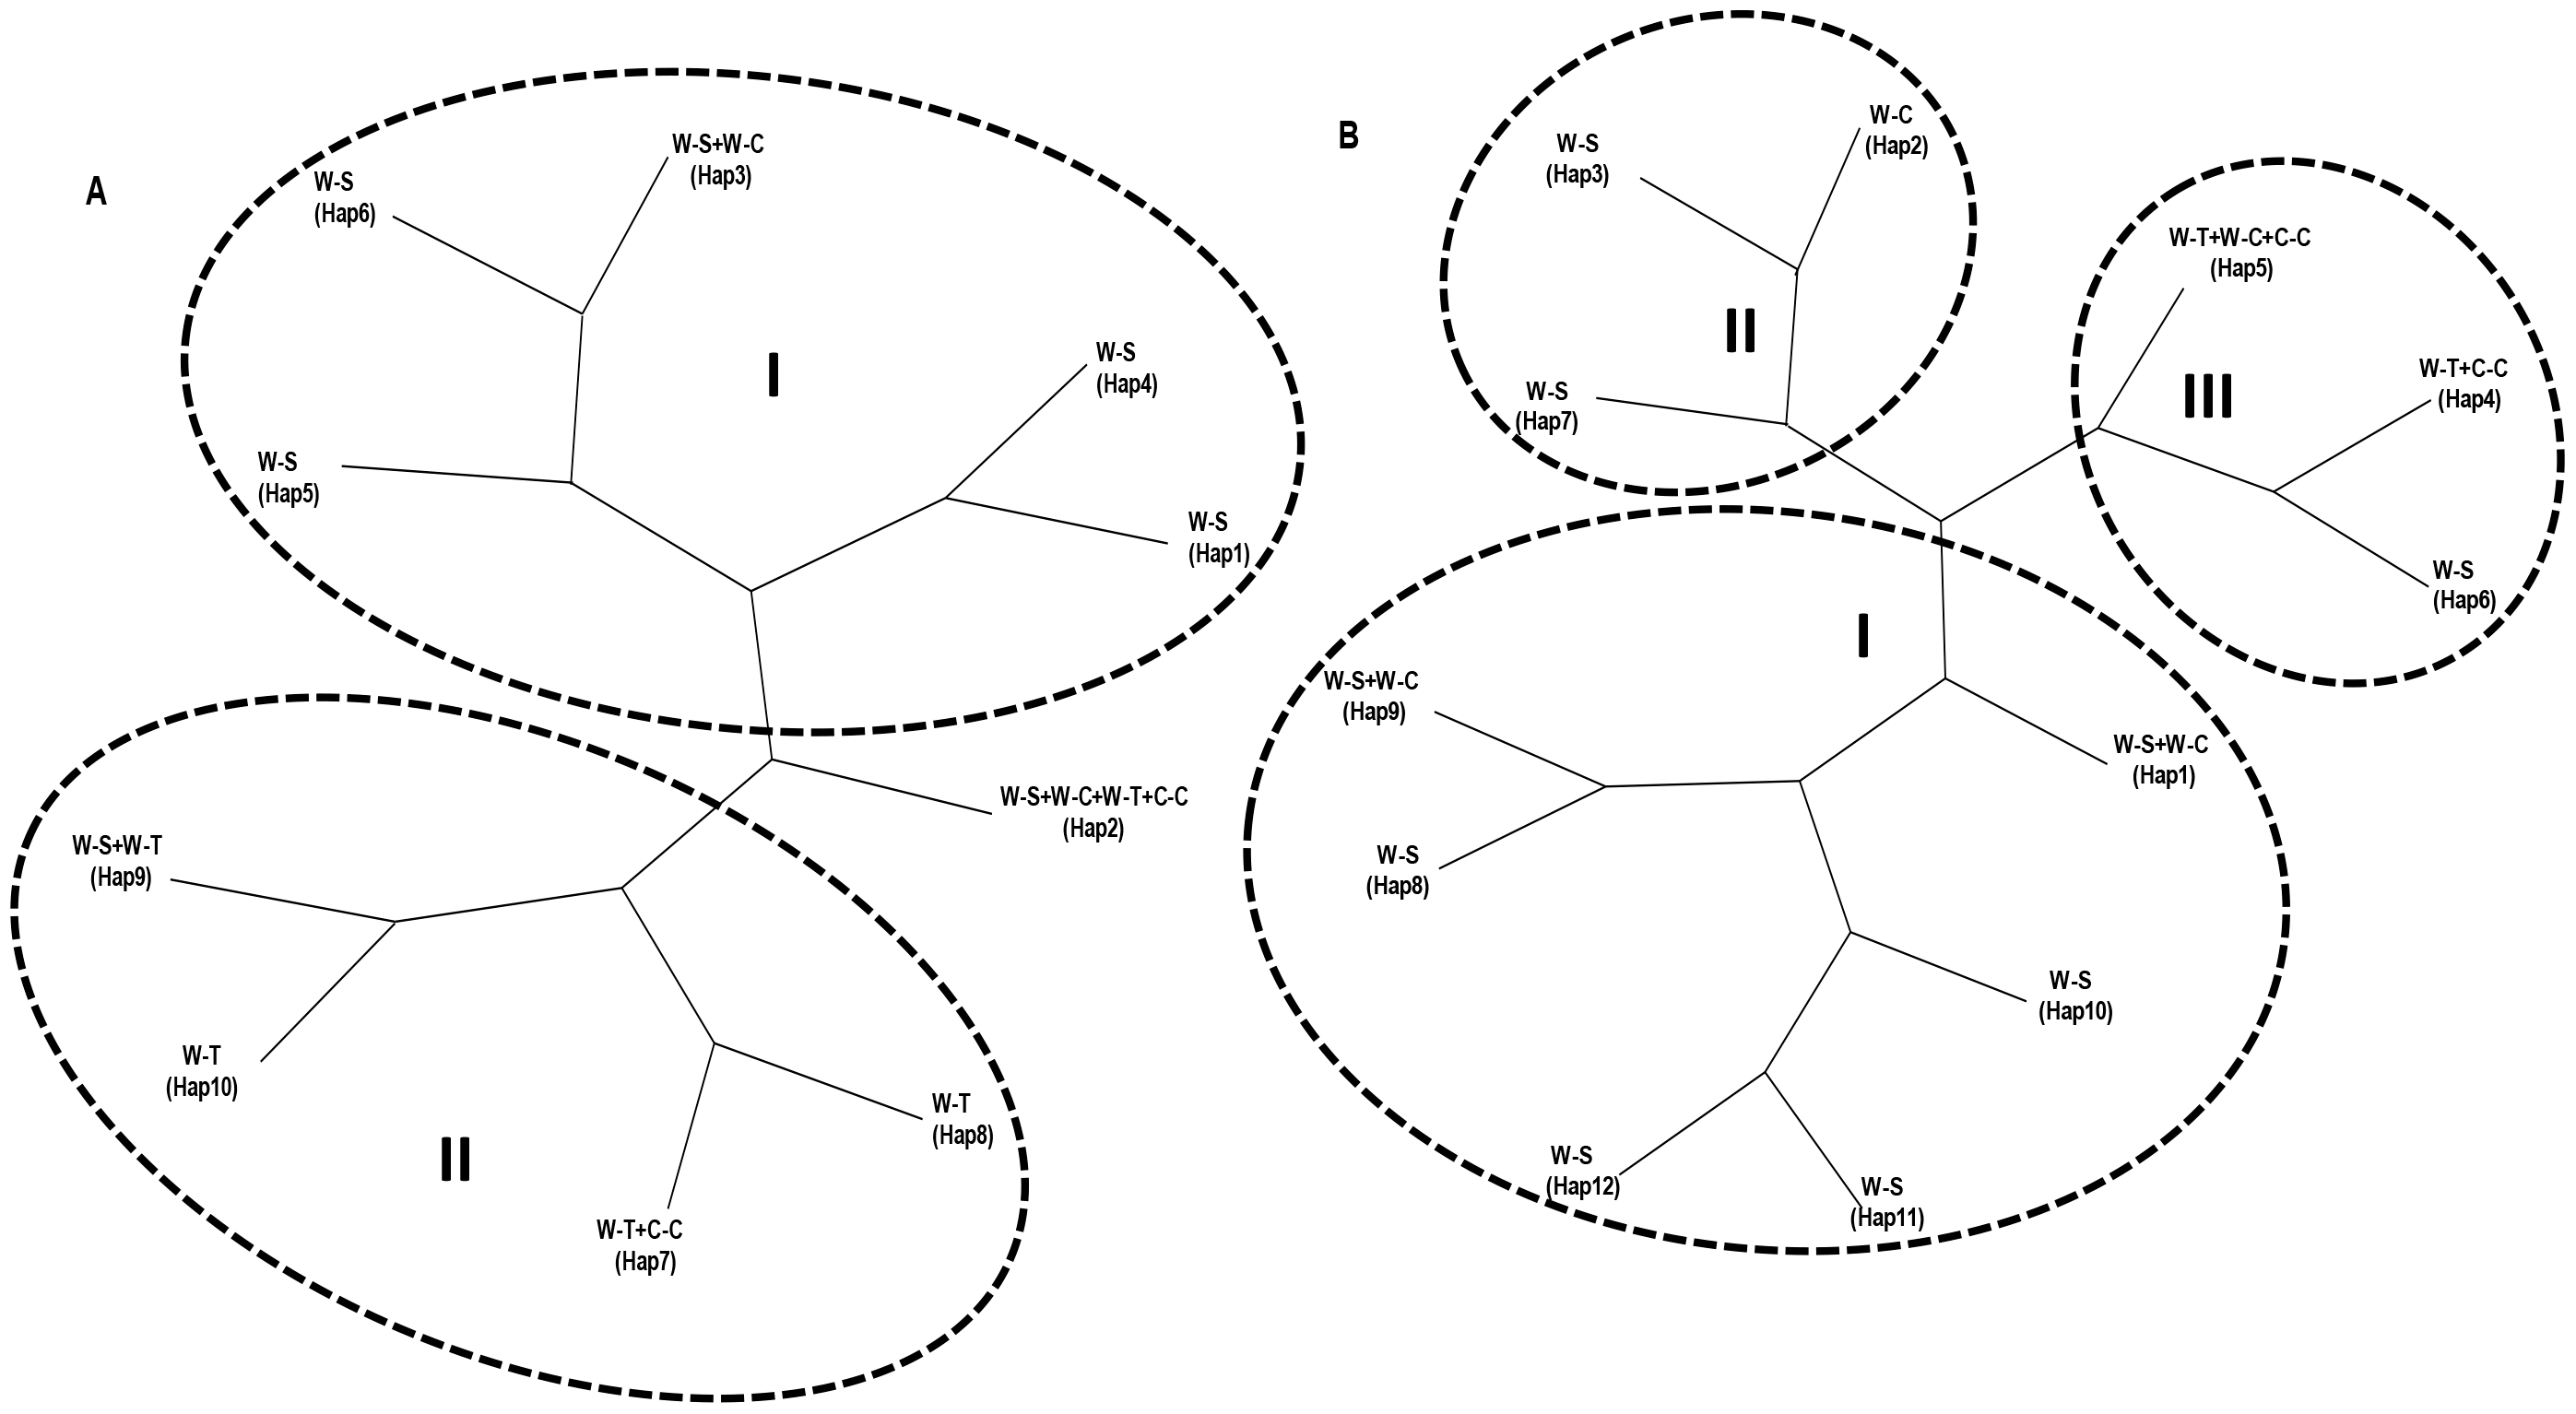 A
W-S+W-C
(Hap3)
W-S
(Hap6)
I
W-S
(Hap4)
W-S
(Hap5)
W-S
(Hap1)
W-S+W-C+W-T+C-C
(Hap2)
W-S+W-T
(Hap9)
W-T
(Hap10)
W-T
(Hap8)
II
W-T+C-C
(Hap7)
B
W-C
(Hap2)
W-S
(Hap3)
II
W-S
(Hap7)
W-T+W-C+C-C
(Hap5)
III
W-T+C-C
(Hap4)
W-S
(Hap6)
I
W-S+W-C
(Hap9)
W-S+W-C
(Hap1)
W-S
(Hap8)
W-S
(Hap10)
W-S
(Hap12)
W-S
(Hap11)